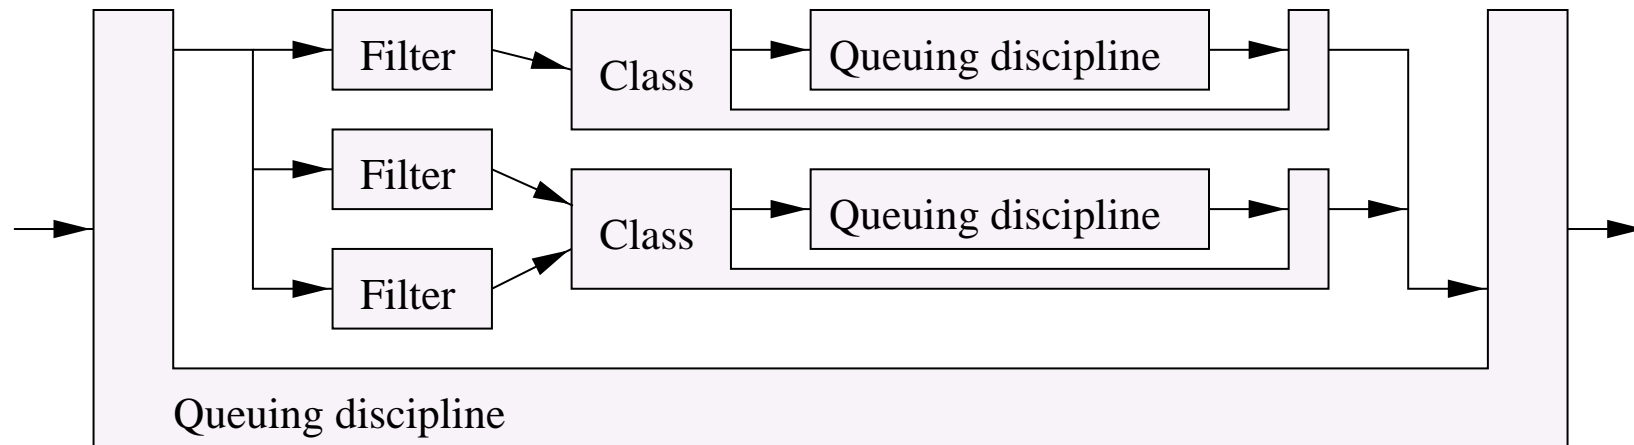 Filter
Class
Queuing discipline
Filter
Class
Queuing discipline
Filter
Queuing discipline